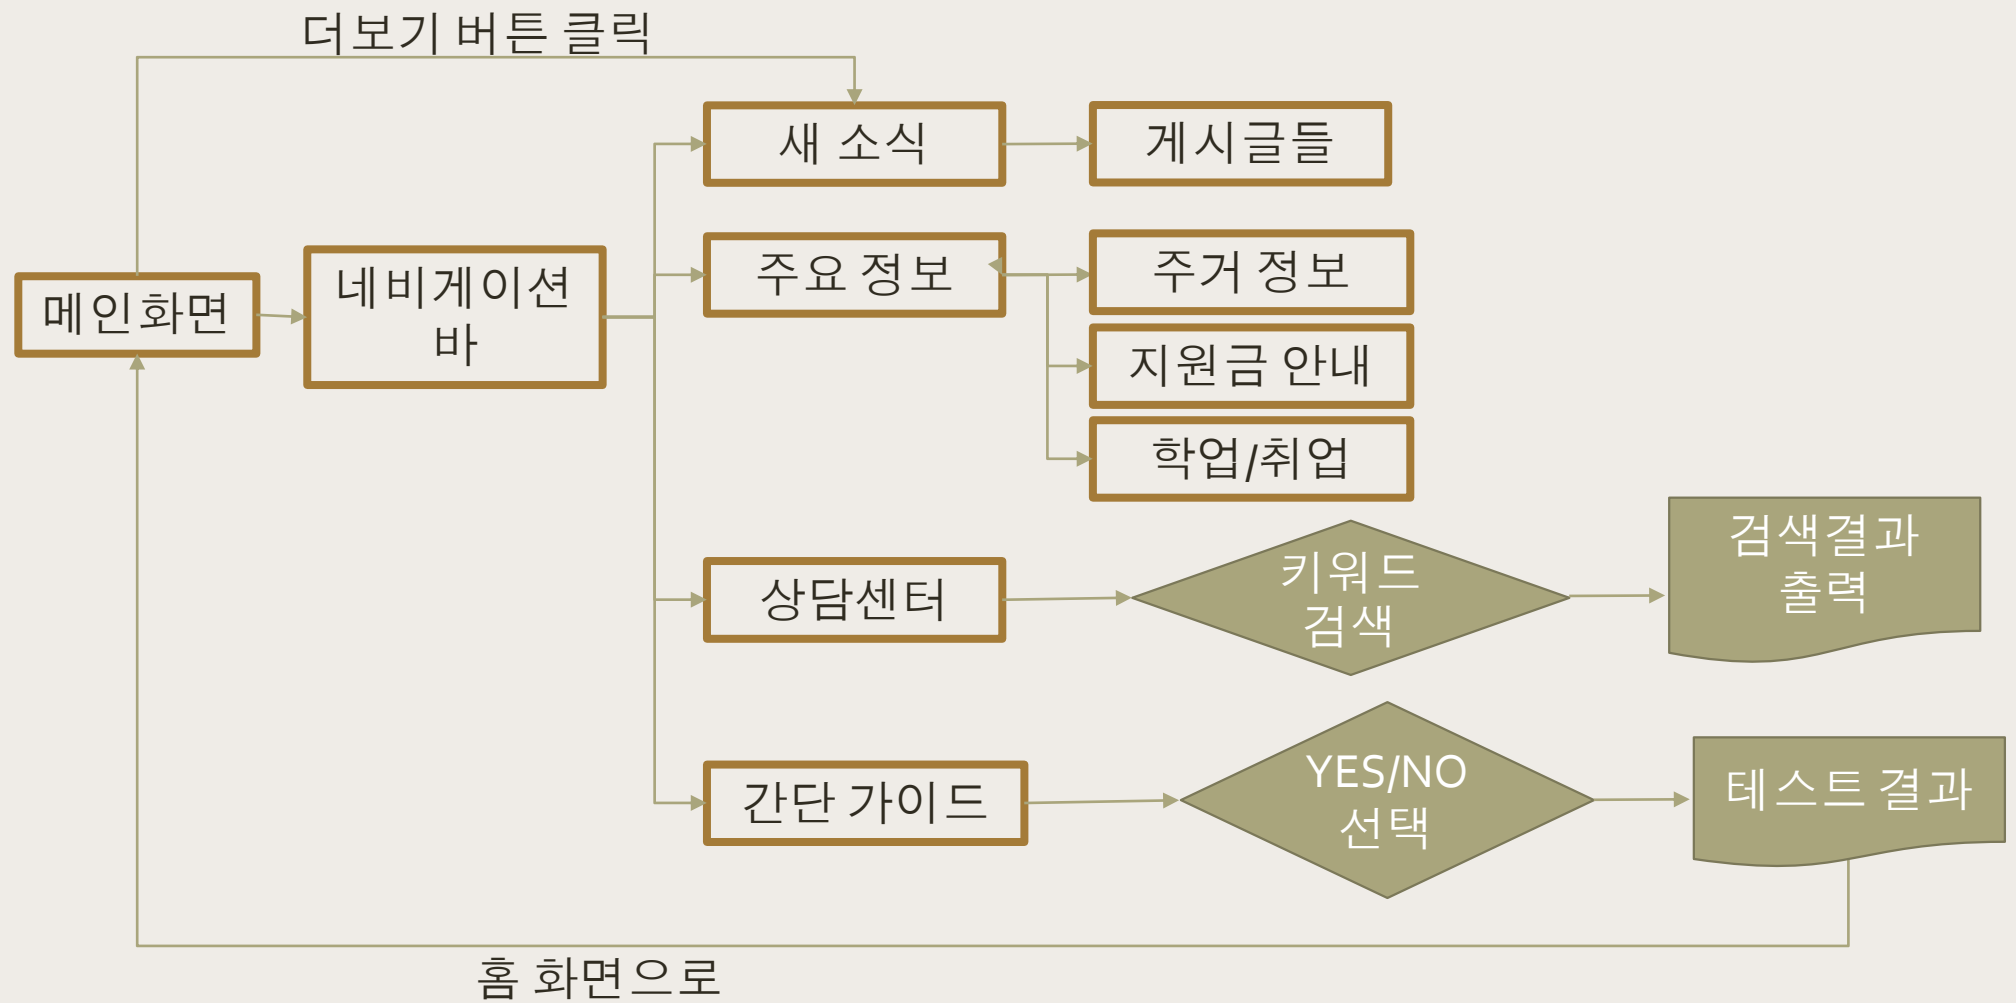 더보기 버튼 클릭
새 소식
게시글들
메인화면
네비게이션
바
주요 정보
주거 정보
지원금 안내
학업/취업
상담센터
키워드
검색
검색결과
출력
간단 가이드
YES/NO
선택
테스트 결과
홈 화면으로